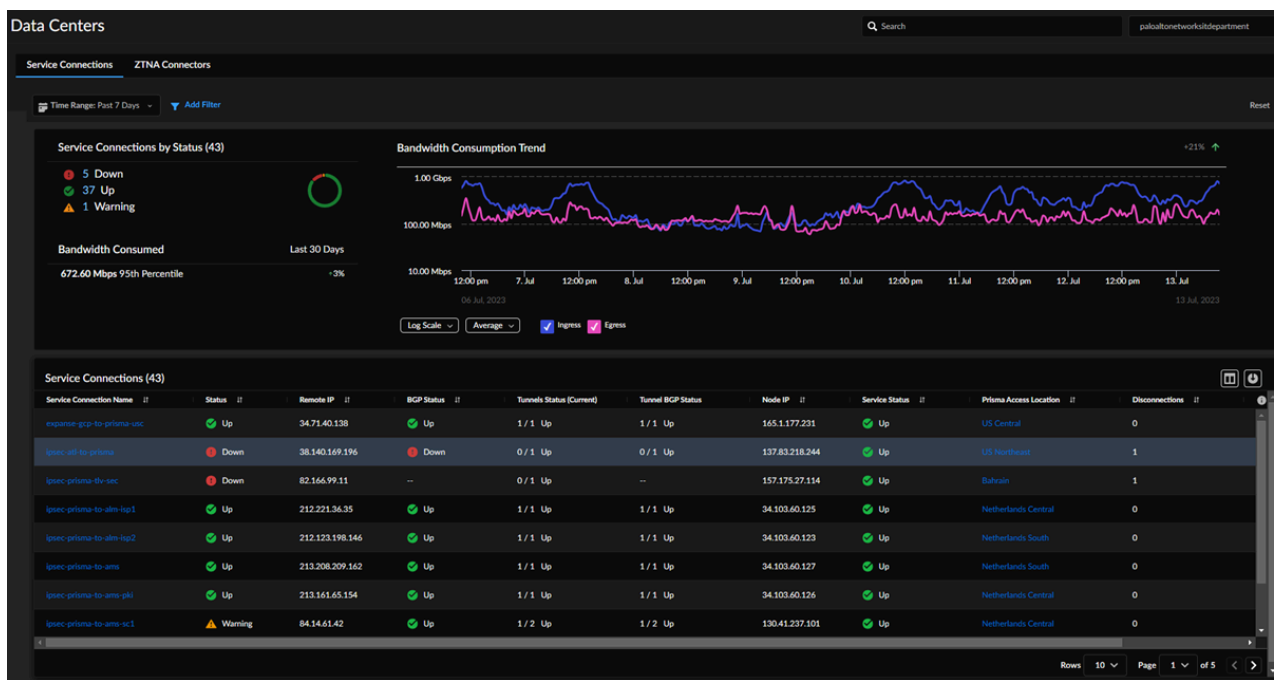 Data Centers
Search
paloaltonetworksitdepartment
Service Connections ZTNA Connectors
Time Range: Past 7 Days Add Filter
Reset
Service Connections by Status (43)
5 Down
37 Up
1 Warning
Bandwidth Consumed Last 30 Days
672.60 Mbps 95th Percentile +3%
Bandwidth Consumption Trend +21%
1.00 Gbps
100.00 Mbps
10.00 Mbps
12:00 pm 7. Jul 12:00 pm 8. Jul 12:00 pm 9. Jul 12:00 pm 10. Jul 12:00 pm 11. Jul 12:00 pm 12. Jul 12:00 pm 13. Jul
06 Jul, 2023 13 Jul, 2023
Log Scale Average Ingress Egress
Service Connections (43)
Service Connection Name Status Remote IP BGP Status Tunnels Status (Current) Tunnel BGP Status Node IP Service Status Prisma Access Location Disconnections
expanse-gcp-to-prisma-usc Up 34.71.40.138 Up 1/1 Up 1/1 Up 165.1.177.231 Up US Central 0
Down 38.140.169.196 Down 0/1 Up 0/1 Up 137.83.218.244 Up US Northeast 1
ipsec-prisma-tlv-sec Down 82.166.99.11 -- 0/1 Up -- 157.175.27.114 Up Bahrain 1
ipsec-prisma-to-alm-isp1 Up 212.221.36.35 Up 1/1 Up 1/1 Up 34.103.60.125 Up Netherlands Central 0
ipsec-prisma-to-alm-isp2 Up 212.123.198.146 Up 1/1 Up 1/1 Up 34.103.60.123 Up Netherlands South 0
ipsec-prisma-to-ams Up 213.208.209.162 Up 1/1 Up 1/1 Up 34.103.60.127 Up Netherlands South 0
ipsec-prisma-to-ams-pki Up 213.161.65.154 Up 1/1 Up 1/1 Up 34.103.60.126 Up Netherlands Central 0
ipsec-prisma-to-ams-sc1 Warning 84.14.61.42 Up 1/2 Up 1/2 Up 130.41.237.101 Up Netherlands Central 0
Rows 10 Page 1 of 5